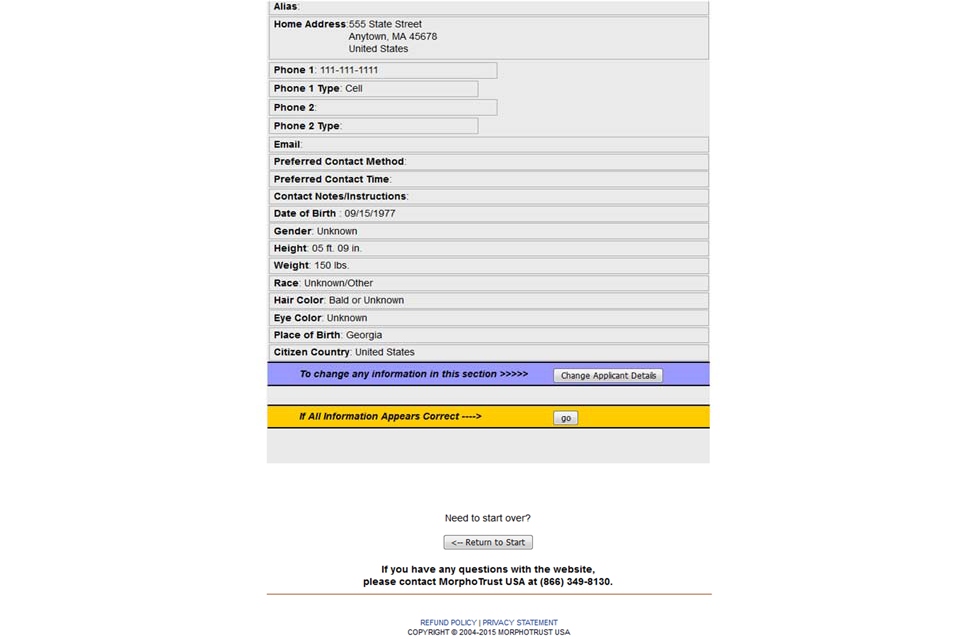 Alias:
Home Address:555 State Street
Anytown, MA 45678
United States
Phone 1: 111-111-1111
Phone 1 Type: Cell
Phone 2:
Phone 2 Type:
Email:
Preferred Contact Method:
Preferred Contact Time:
Contact Notes/Instructions:
Date of Birth : 09/15/1977
Gender: Unknown
Height: 05 ft. 09 in.
Weight: 150 lbs.
Race: Unknown/Other
Hair Color: Bald or Unknown
Eye Color: Unknown
Place of Birth: Georgia
Citizen Country: United States
To change any information in this section >>>>> Change Applicant Details
If All Information Appears Correct ----> go
Need to start over?
<-- Return to Start
If you have any questions with the website,
please contact MorphoTrust USA at (866) 349-8130.
REFUND POLICY | PRIVACY STATEMENT
COPYRIGHT © 2004-2015 MORPHOTRUST USA